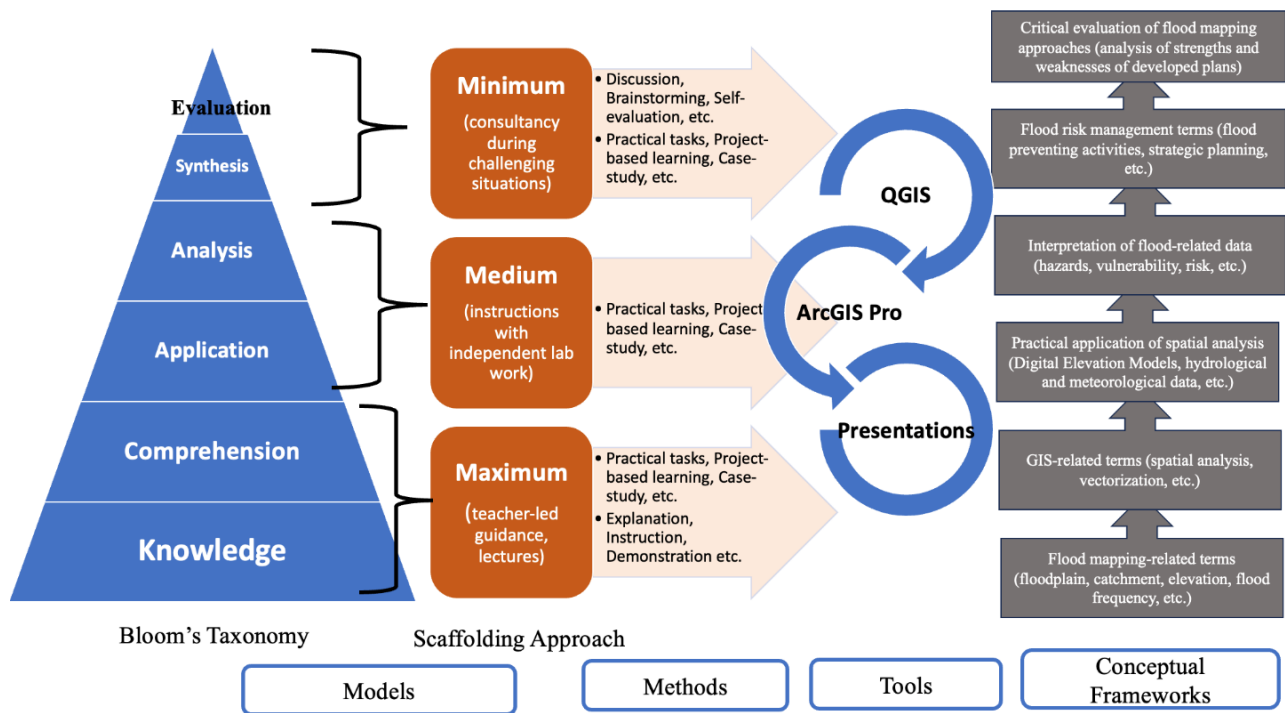 Evaluation
Synthesis
Analysis
Application
Comprehension
Knowledge
Bloom’s Taxonomy
Minimum
(consultancy
during
challenging
situations)
Medium
(instructions
with
independent lab
work)
Maximum
(teacher-led
guidance,
lectures)
Scaffolding Approach
• Discussion,
Brainstorming, Self-
evaluation, etc.
• Practical tasks, Project-
based learning, Case-
study, etc.
• Practical tasks, Project-
based learning, Case-
study, etc.
• Practical tasks, Project-
based learning, Case-
study, etc.
• Explanation,
Instruction,
Demonstration etc.
QGIS
ArcGIS Pro
Presentations
Critical evaluation of flood mapping
approaches (analysis of strengths and
weaknesses of developed plans)
Flood risk management terms (flood
preventing activities, strategic planning,
etc.)
Interpretation of flood-related data
(hazards, vulnerability, risk, etc.)
Practical application of spatial analysis
(Digital Elevation Models, hydrological
and meteorological data, etc.)
GIS-related terms (spatial analysis,
vectorization, etc.)
Flood mapping-related terms
(floodplain, catchment, elevation, flood
frequency, etc.)
Models
Methods
Tools
Conceptual
Frameworks